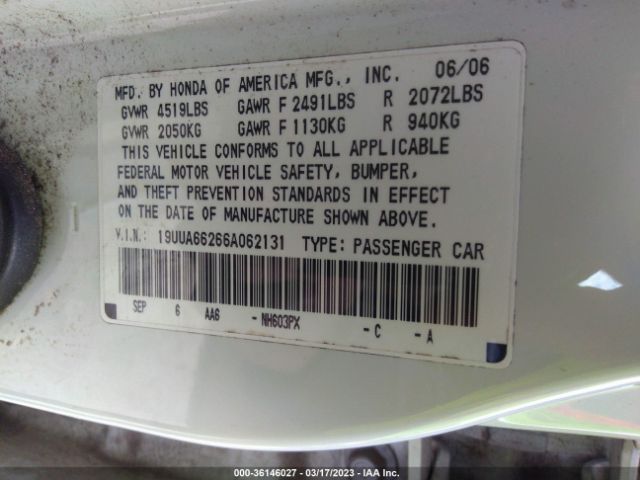 MFD. BY HONDA OF AMERICA MFG., INC. 06/06
GVWR 4519LBS GAWR F 2491LBS R 2072LBS
GVWR 2050KG GAWR F 1130KG R 940KG
THIS VEHICLE CONFORMS TO ALL APPLICABLE
FEDERAL MOTOR VEHICLE SAFETY, BUMPER,
AND THEFT PREVENTION STANDARDS IN EFFECT
ON THE DATE OF MANUFACTURE SHOWN ABOVE.
V.I.N.: 19UUA66266A062131 TYPE: PASSENGER CAR
SEP 6 AA6 - NH603PX - C - A
000-36146027 - 03/17/2023 - IAA Inc.